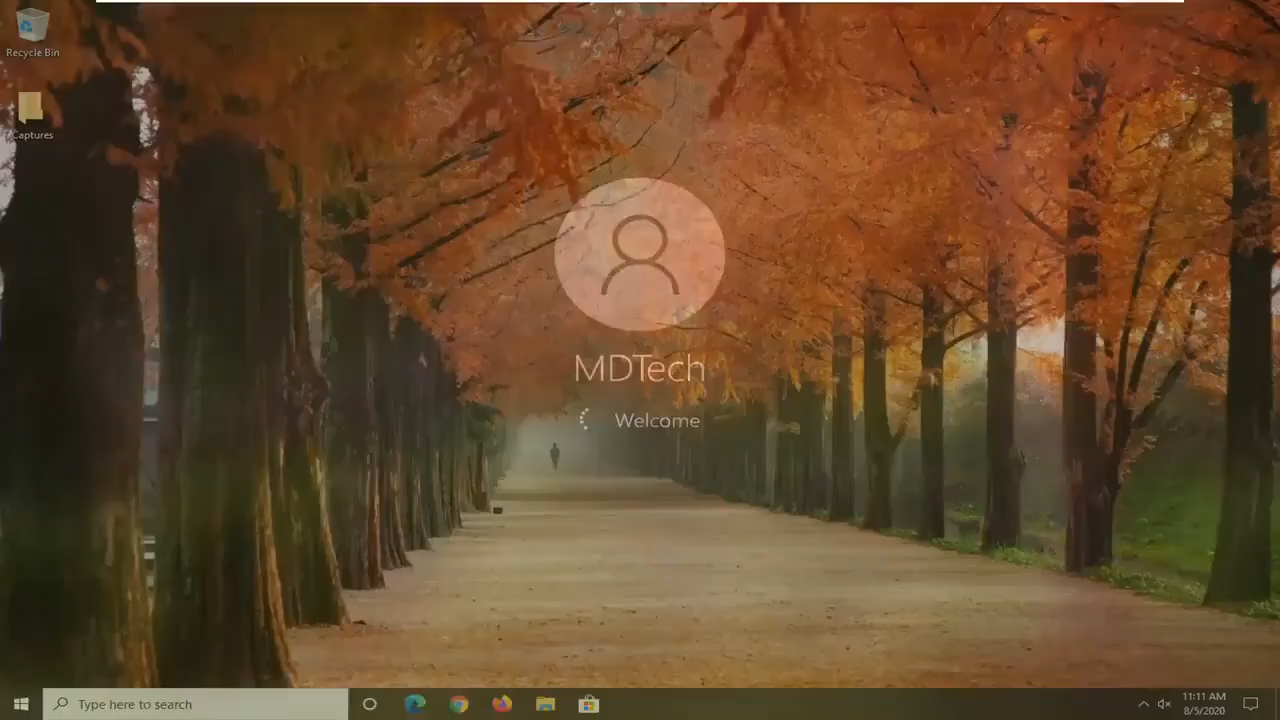 Recycle Bin
Captures
MDTech
Welcome
Type here to search
11:11 AM
8/5/2020